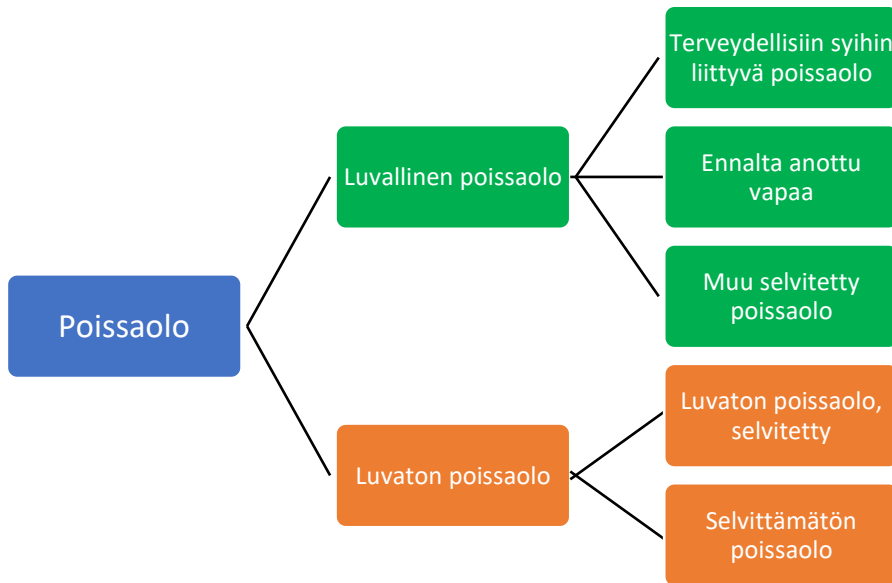 Terveydellisiin syihin
liittyvä poissaolo
Luvallinen poissaolo
Ennalta anottu
vapaa
Muu selvitetty
poissaolo
Poissaolo
Luvaton poissaolo,
selvitetty
Luvaton poissaolo
Selvittämätön
poissaolo